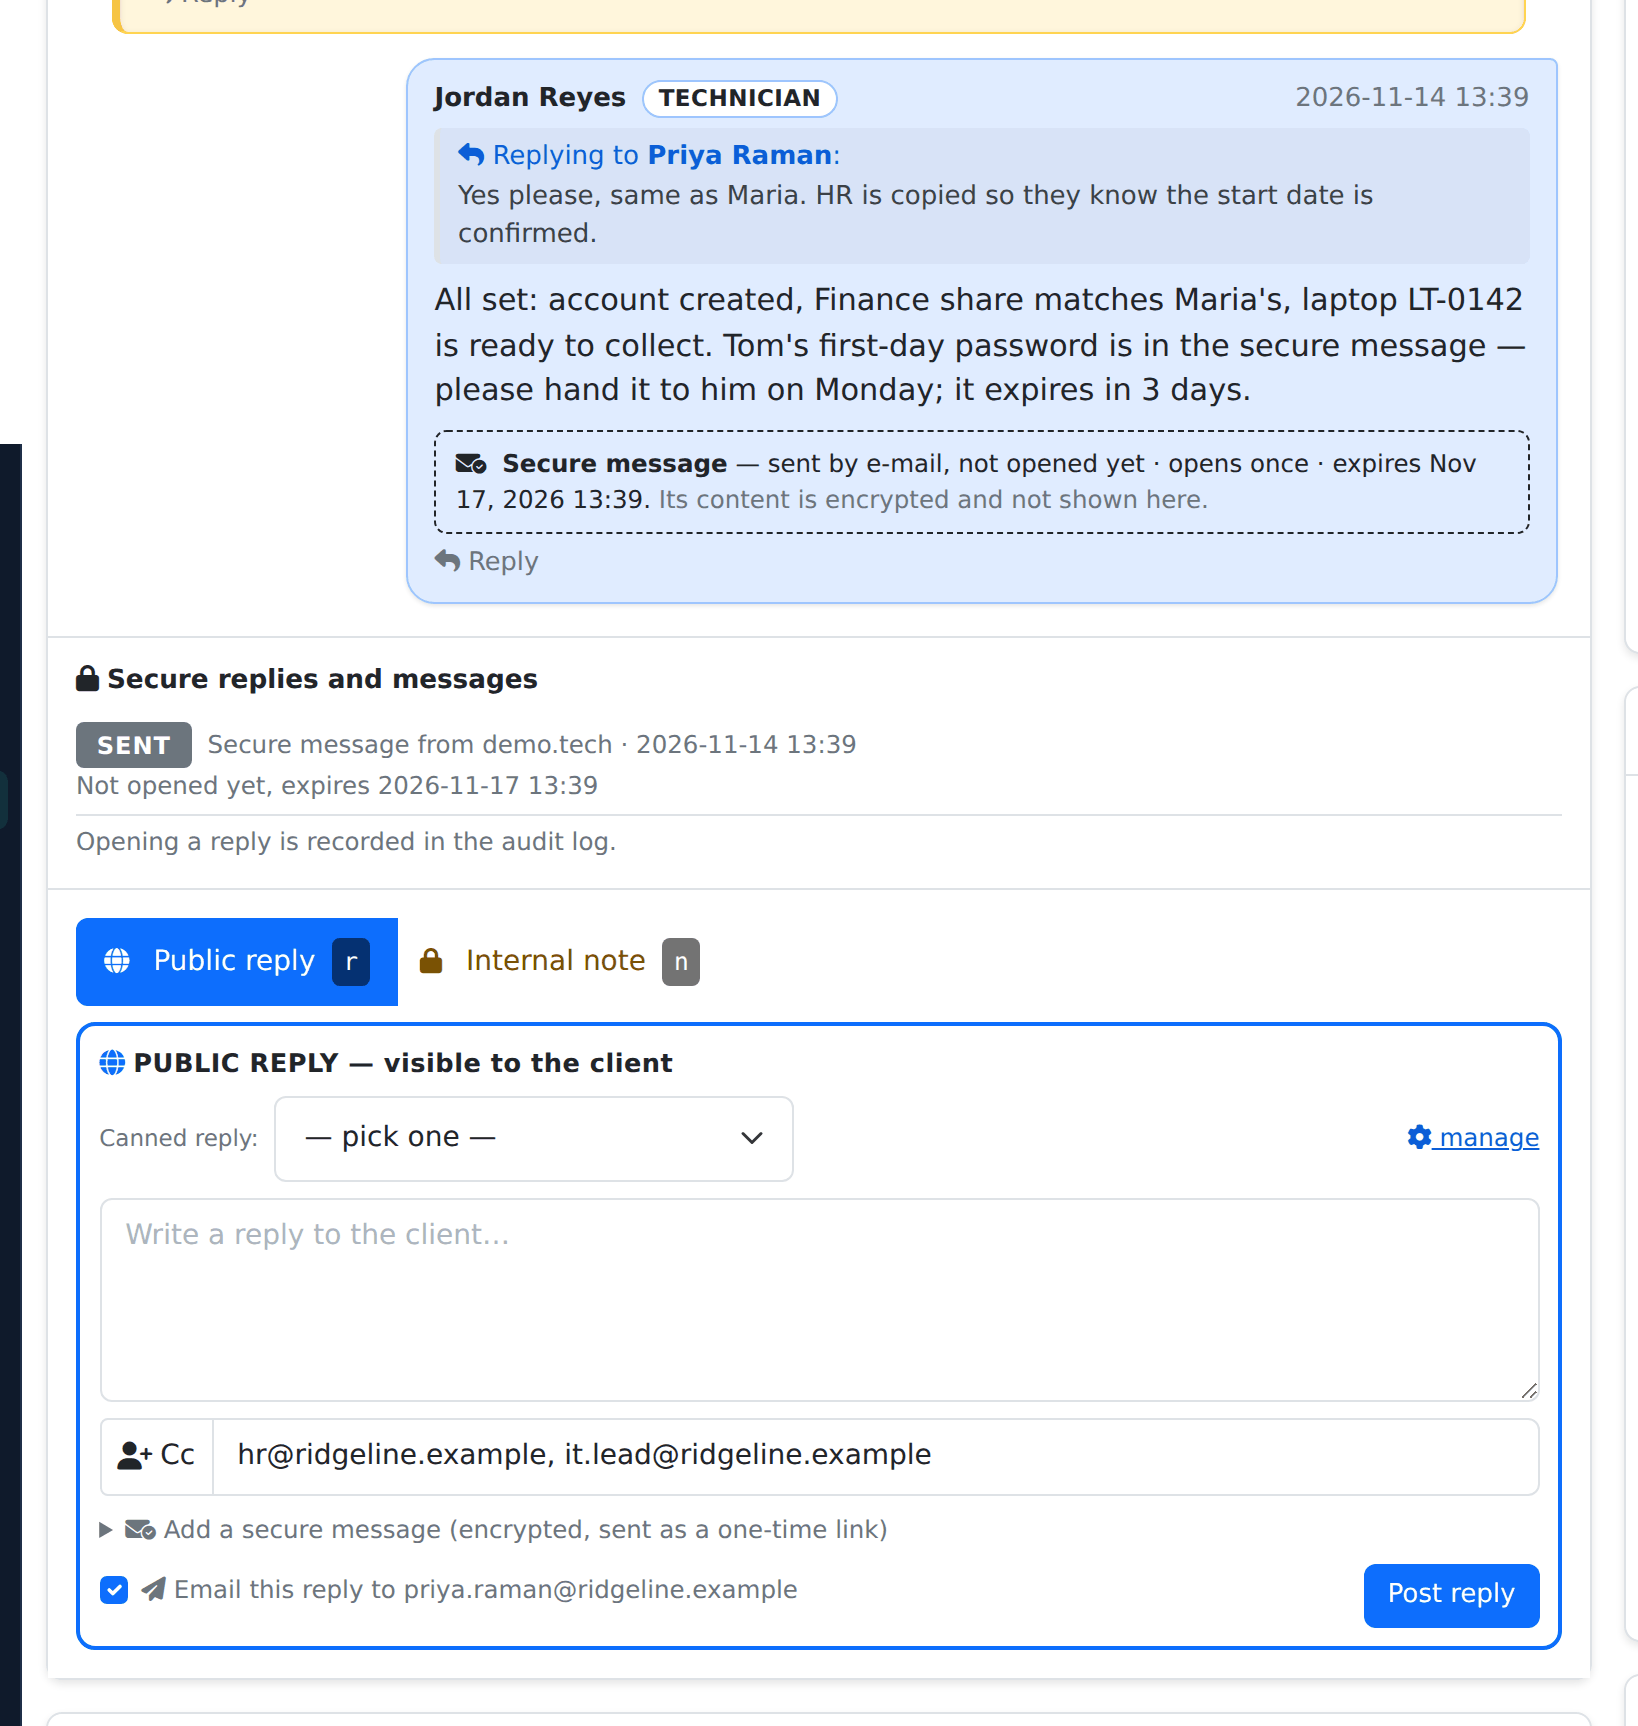 Reply
Jordan Reyes TECHNICIAN 2026-11-14 13:39
Replying to Priya Raman:
Yes please, same as Maria. HR is copied so they know the start date is
confirmed.
All set: account created, Finance share matches Maria's, laptop LT-0142
is ready to collect. Tom's first-day password is in the secure message —
please hand it to him on Monday; it expires in 3 days.
Secure message — sent by e-mail, not opened yet · opens once · expires Nov
17, 2026 13:39. Its content is encrypted and not shown here.
Reply
Secure replies and messages
SENT Secure message from demo.tech · 2026-11-14 13:39
Not opened yet, expires 2026-11-17 13:39
Opening a reply is recorded in the audit log.
Public reply r Internal note n
PUBLIC REPLY — visible to the client
Canned reply: — pick one — manage
Write a reply to the client...
Cc hr@ridgeline.example, it.lead@ridgeline.example
Add a secure message (encrypted, sent as a one-time link)
Email this reply to priya.raman@ridgeline.example Post reply